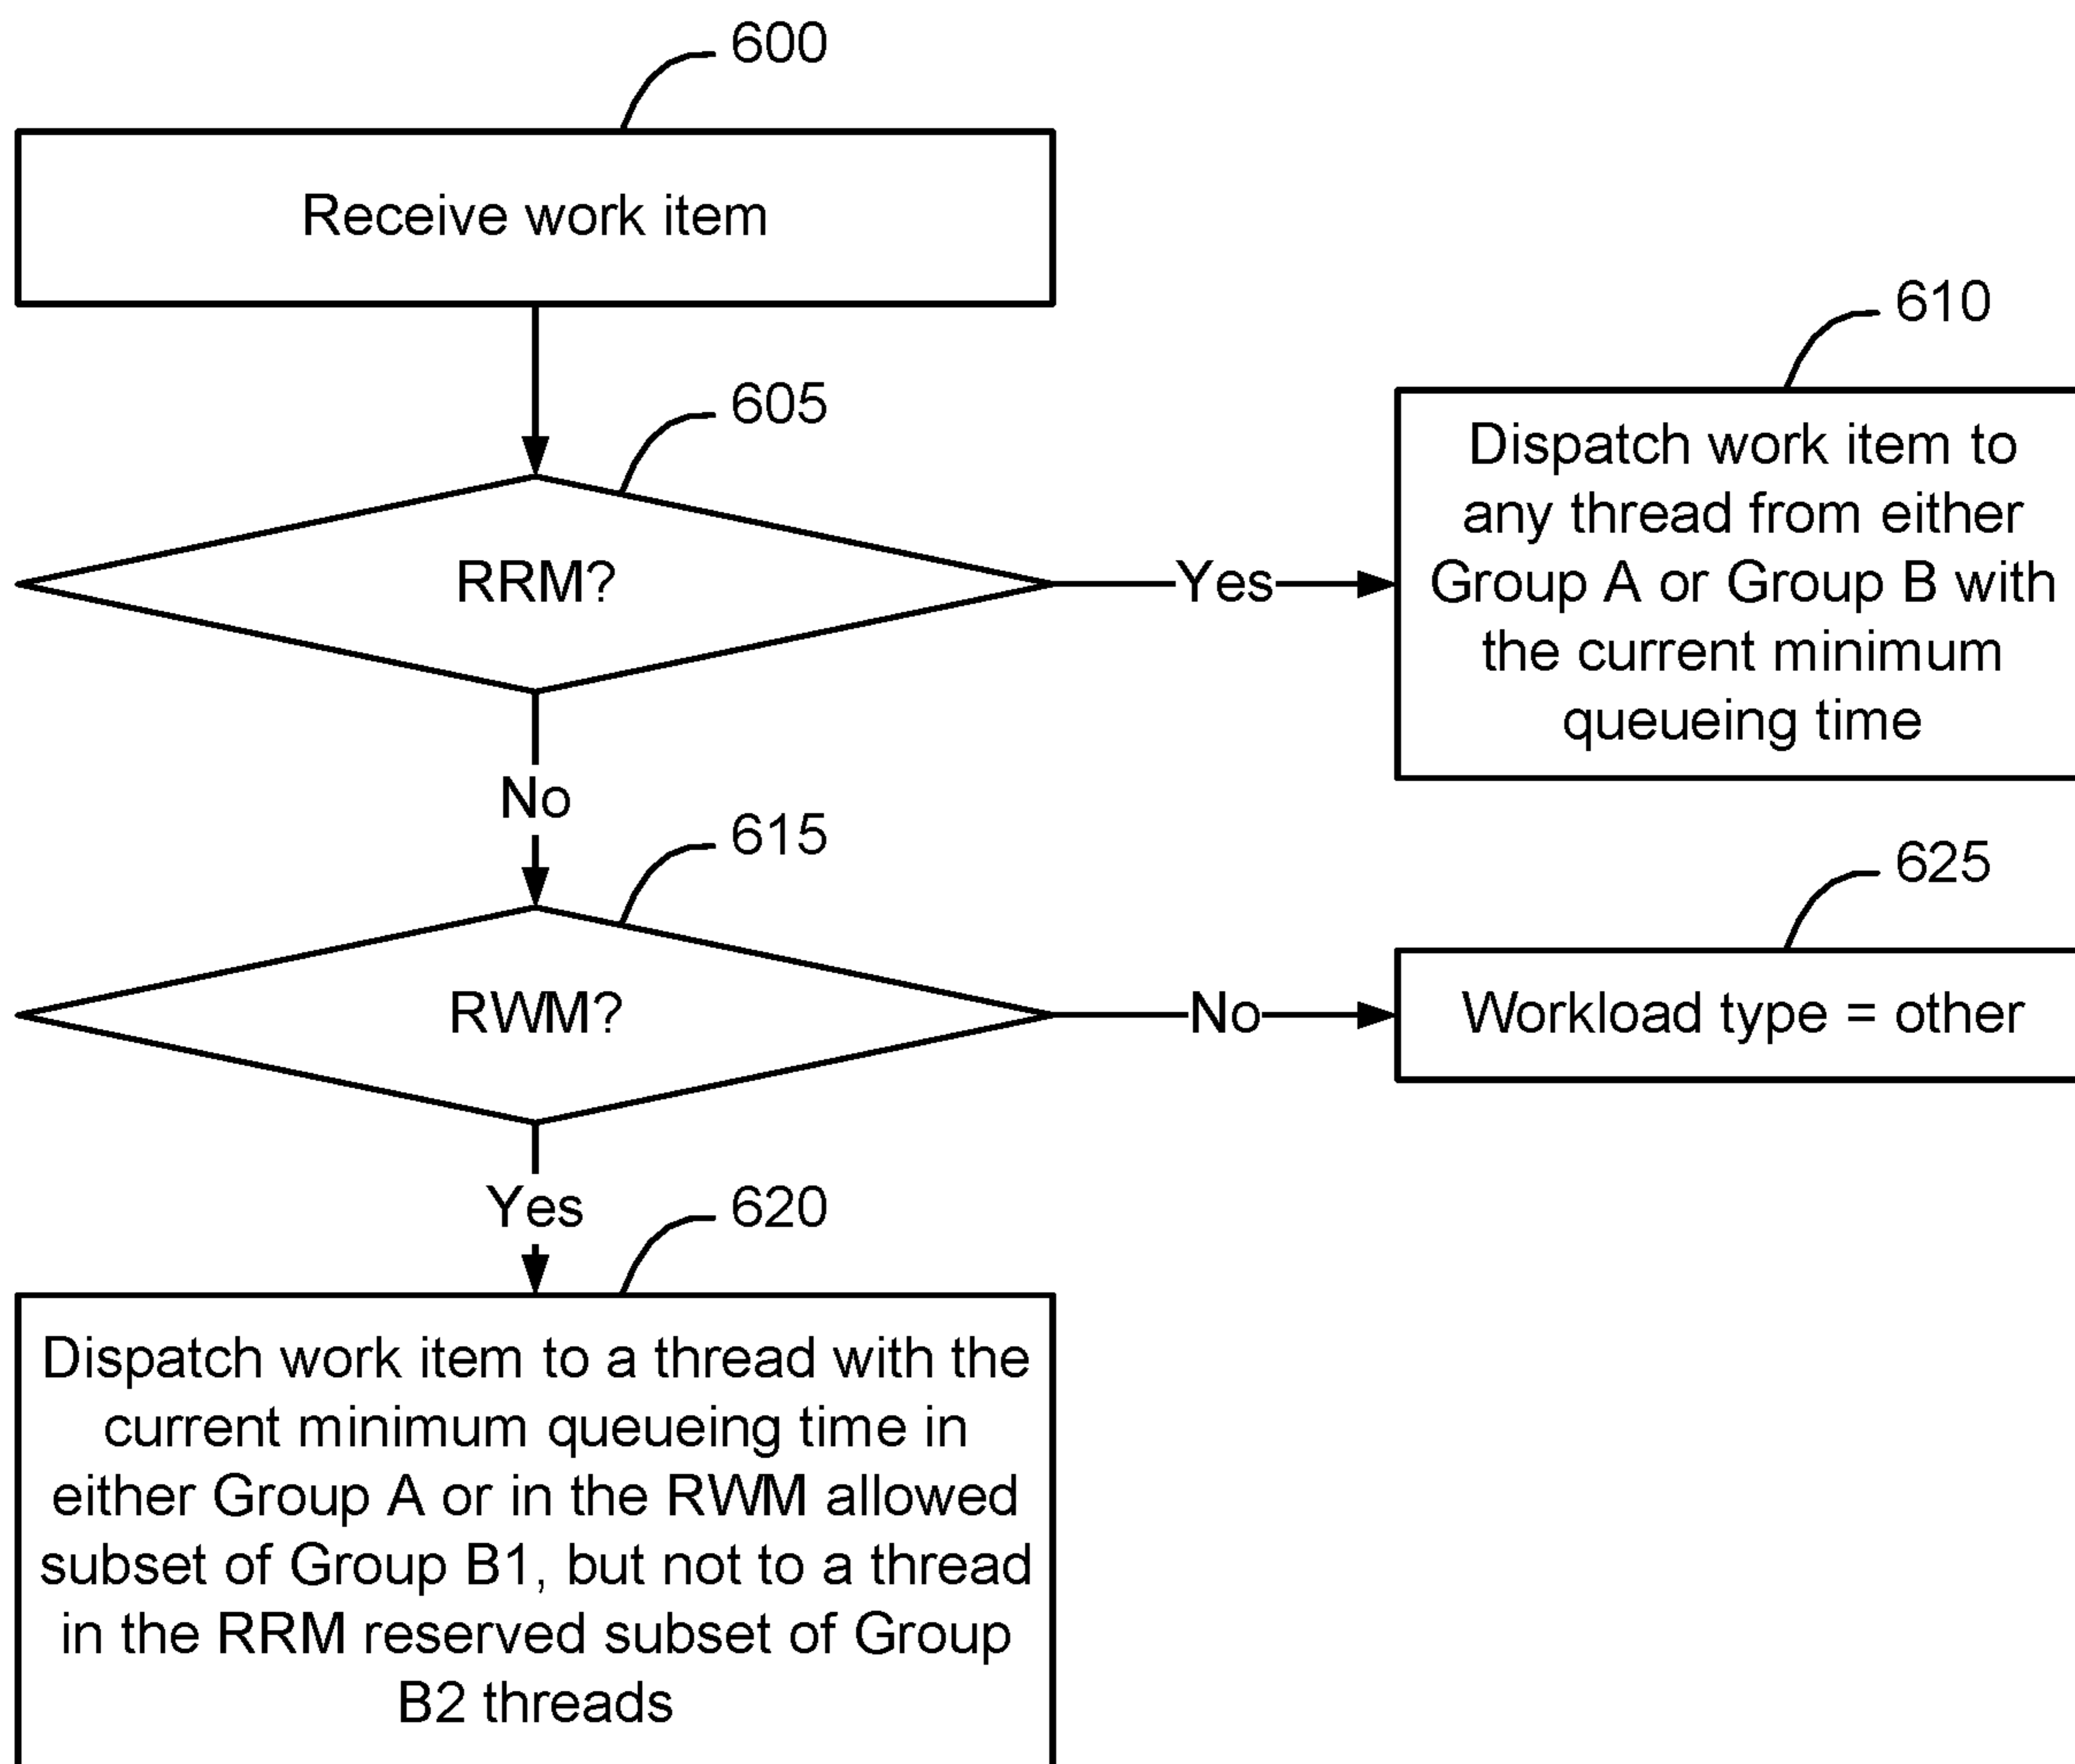 600
Receive work item
610
605
Dispatch work item to
any thread from either
Group A or Group B with
the current minimum
queueing time
RRM?
Yes
No
615
625
RWM?
No
Workload type = other
Yes
620
Dispatch work item to a thread with the
current minimum queueing time in
either Group A or in the RWM allowed
subset of Group B1, but not to a thread
in the RRM reserved subset of Group
B2 threads